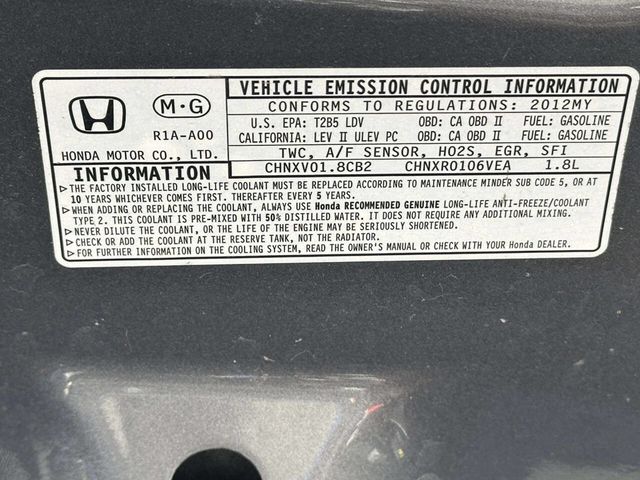 VEHICLE EMISSION CONTROL INFORMATION
CONFORMS TO REGULATIONS: 2012MY
M·G
U.S. EPA: T2B5 LDV OBD: CA OBD II FUEL: GASOLINE
R1A-A00
CALIFORNIA: LEV II ULEV PC OBD: CA OBD II FUEL: GASOLINE
HONDA MOTOR CO., LTD.
TWC, A/F SENSOR, HO2S, EGR, SFI
CHNXV01.8CB2 CHNXR0106VEA 1.8L
INFORMATION
▷THE FACTORY INSTALLED LONG-LIFE COOLANT MUST BE REPLACED ACCORDING TO MAINTENANCE MINDER SUB CODE 5, OR AT
10 YEARS WHICHEVER COMES FIRST. THEREAFTER EVERY 5 YEARS.
▷WHEN ADDING OR REPLACING THE COOLANT, ALWAYS USE Honda RECOMMENDED GENUINE LONG-LIFE ANTI-FREEZE/COOLANT
TYPE 2. THIS COOLANT IS PRE-MIXED WITH 50% DISTILLED WATER. IT DOES NOT REQUIRE ANY ADDITIONAL MIXING.
▷NEVER DILUTE THE COOLANT, OR THE LIFE OF THE ENGINE MAY BE SERIOUSLY SHORTENED.
▷CHECK OR ADD THE COOLANT AT THE RESERVE TANK, NOT THE RADIATOR.
▷FOR FURTHER INFORMATION ON THE COOLING SYSTEM, READ THE OWNER'S MANUAL OR CHECK WITH YOUR Honda DEALER.